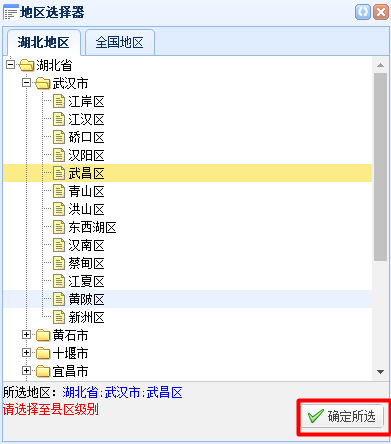 地区选择器
湖北地区 全国地区
湖北省
武汉市
江岸区
江汉区
硚口区
汉阳区
武昌区
青山区
洪山区
东西湖区
汉南区
蔡甸区
江夏区
黄陂区
新洲区
黄石市
十堰市
宜昌市
所选地区：湖北省;武汉市;武昌区
请选择至县区级别
确定所选